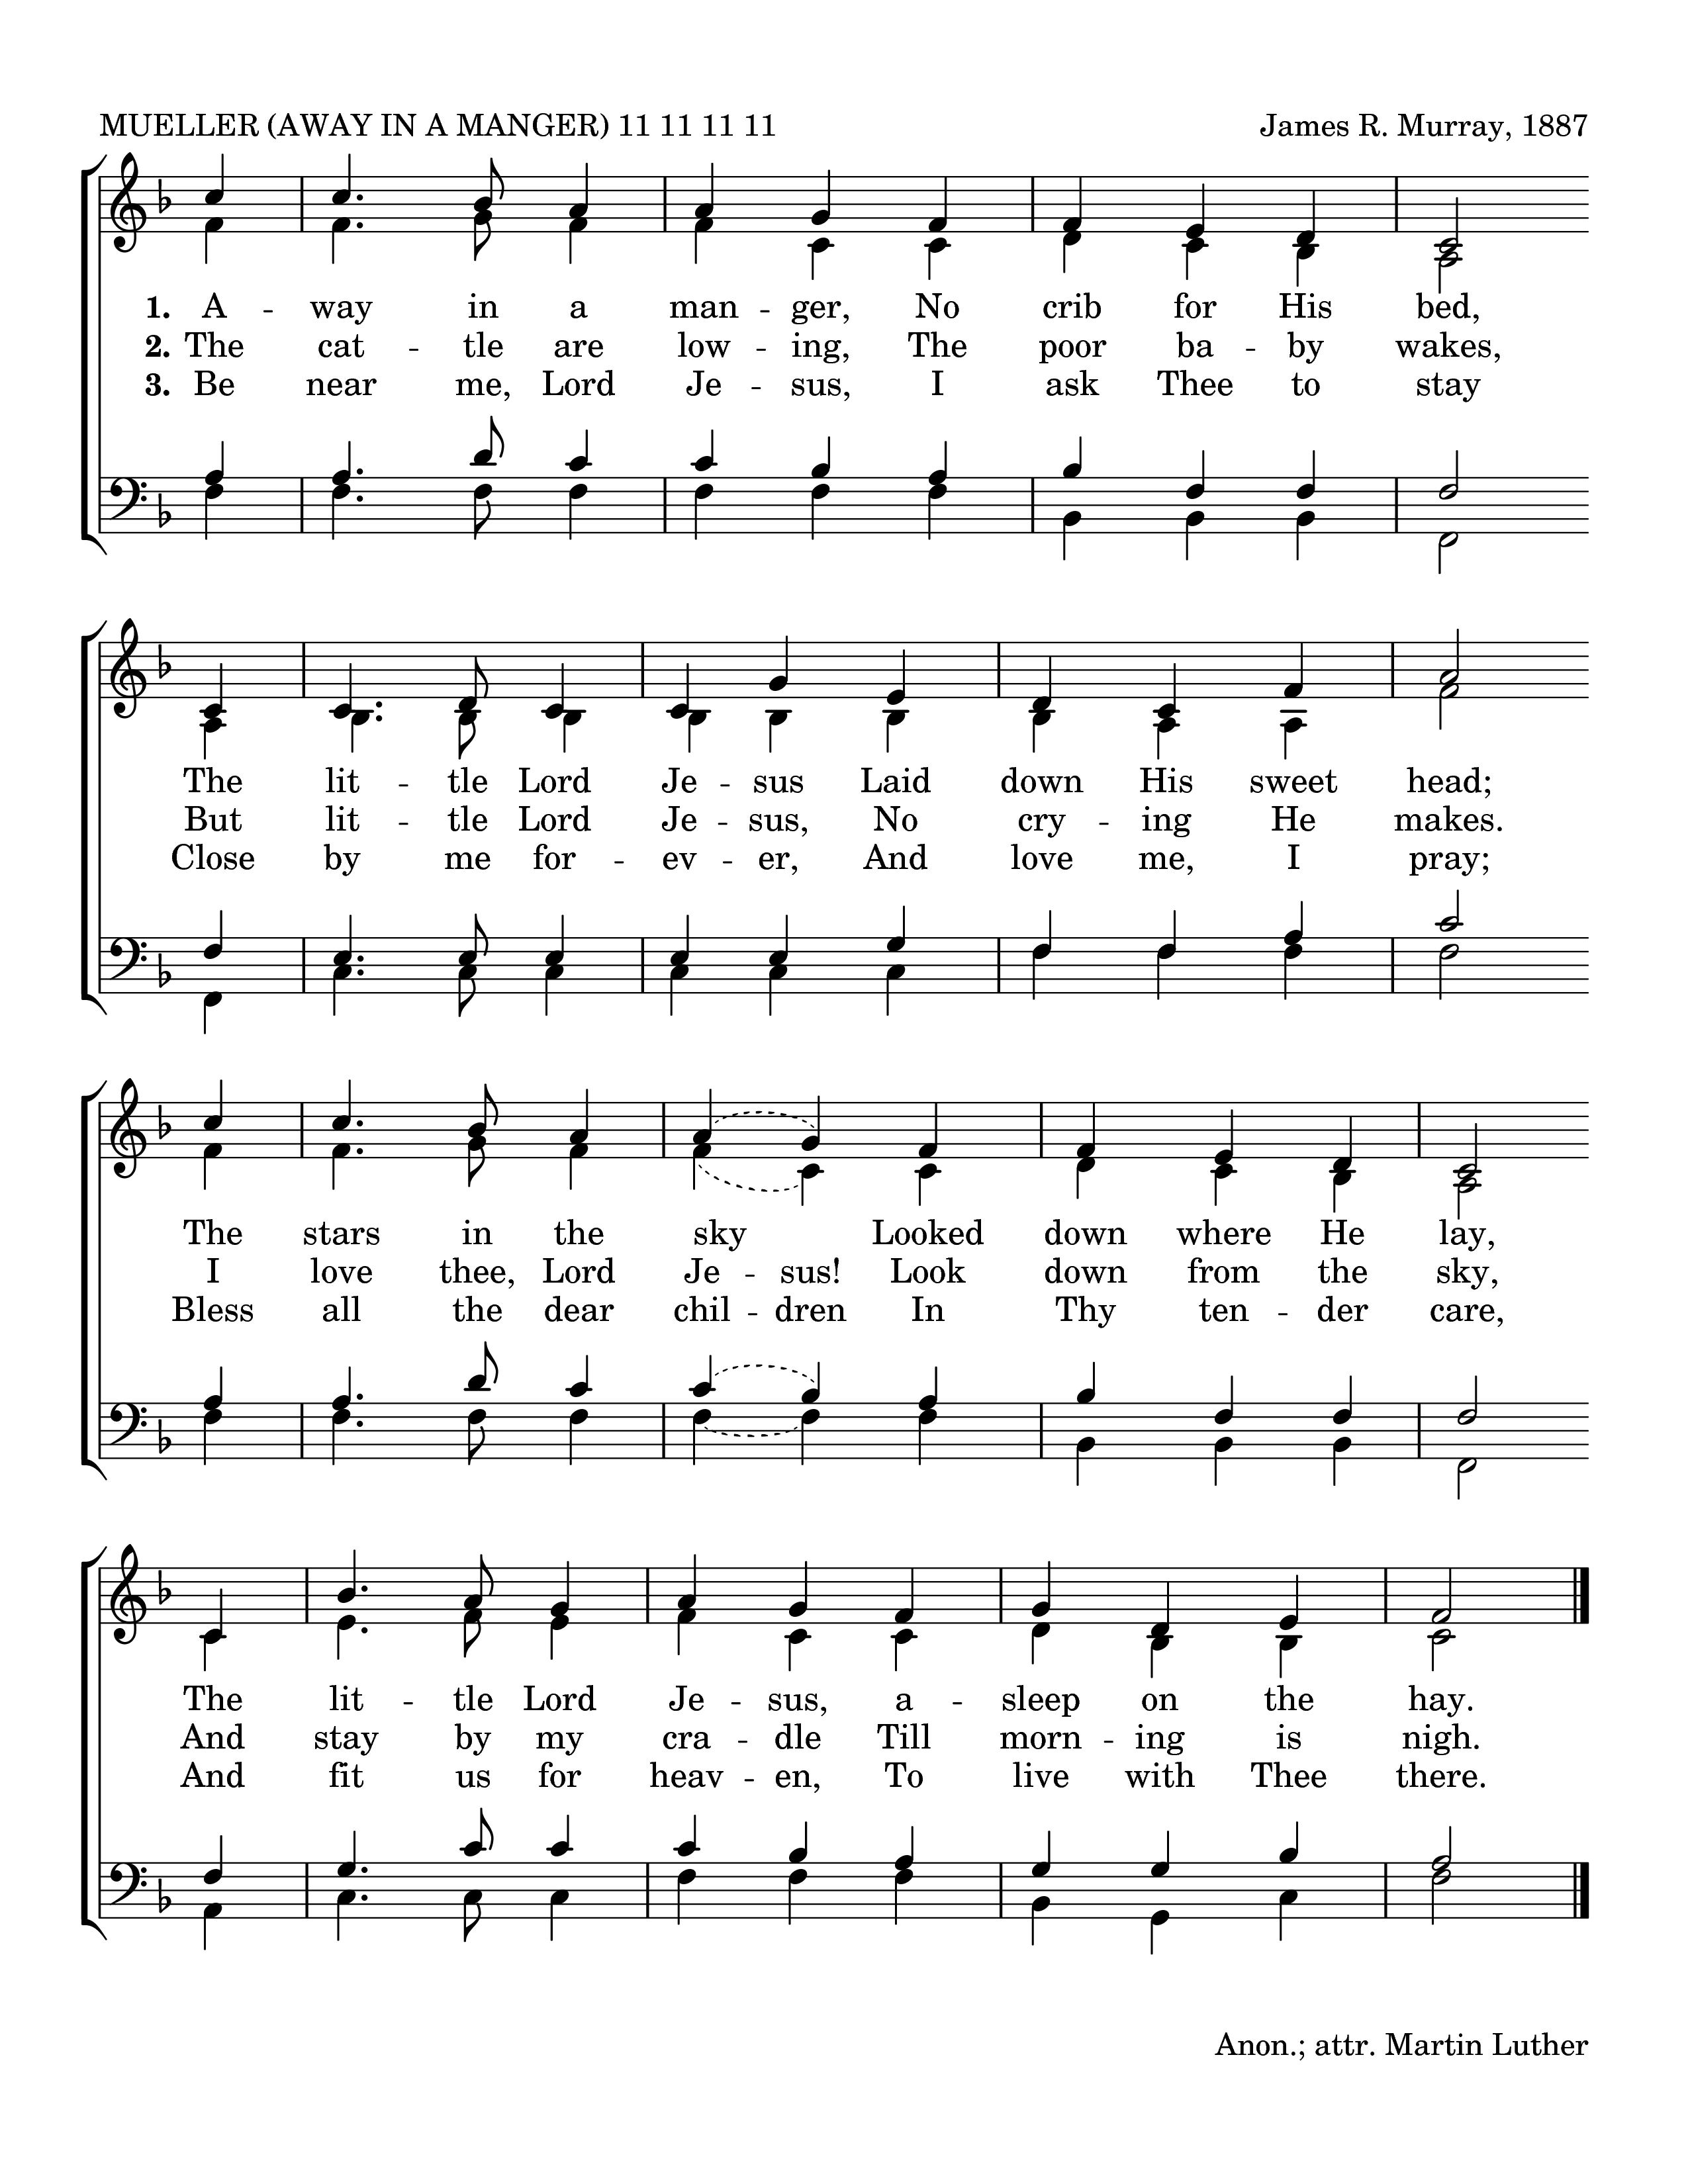 MUELLER (AWAY IN A MANGER) 11 11 11 11
James R. Murray, 1887
1. A - way in a man - ger, No crib for His bed,
2. The cat - tle are low - ing, The poor ba - by wakes,
3. Be near me, Lord Je - sus, I ask Thee to stay
The lit - tle Lord Je - sus Laid down His sweet head;
But lit - tle Lord Je - sus, No cry - ing He makes.
Close by me for - ev - er, And love me, I pray;
The stars in the sky Looked down where He lay,
I love thee, Lord Je - sus! Look down from the sky,
Bless all the dear chil - dren In Thy ten - der care,
The lit - tle Lord Je - sus, a - sleep on the hay.
And stay by my cra - dle Till morn - ing is nigh.
And fit us for heav - en, To live with Thee there.
Anon.; attr. Martin Luther